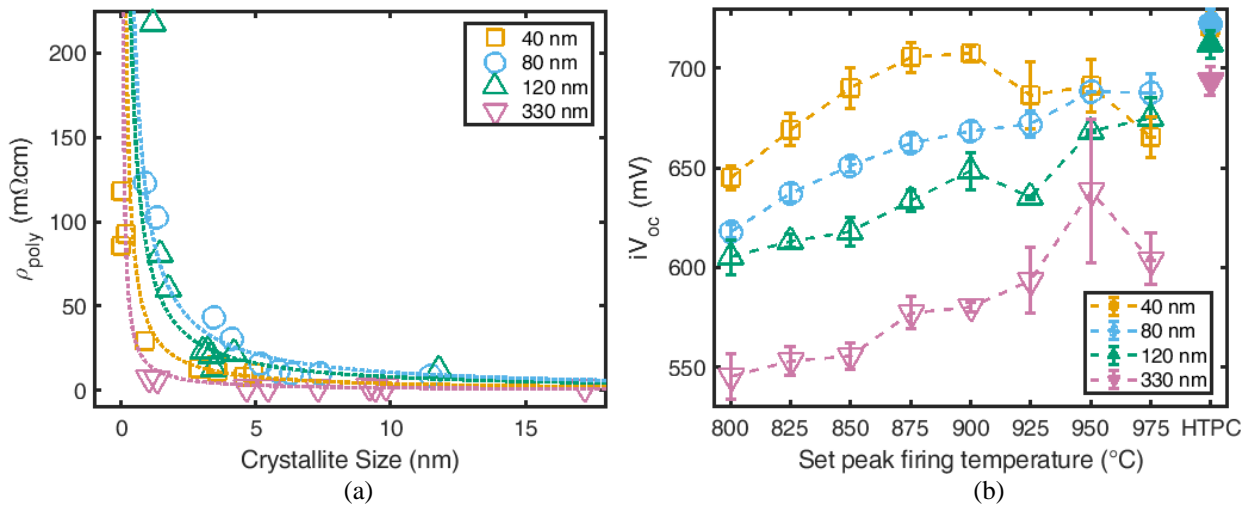 200
150
100
50
0
ρpoly (mΩcm)
0 5 10 15
Crystallite Size (nm)
40 nm
80 nm
120 nm
330 nm
(a)
700
650
600
550
iVoc (mV)
800 825 850 875 900 925 950 975 HTPC
Set peak firing temperature (°C)
40 nm
80 nm
120 nm
330 nm
(b)